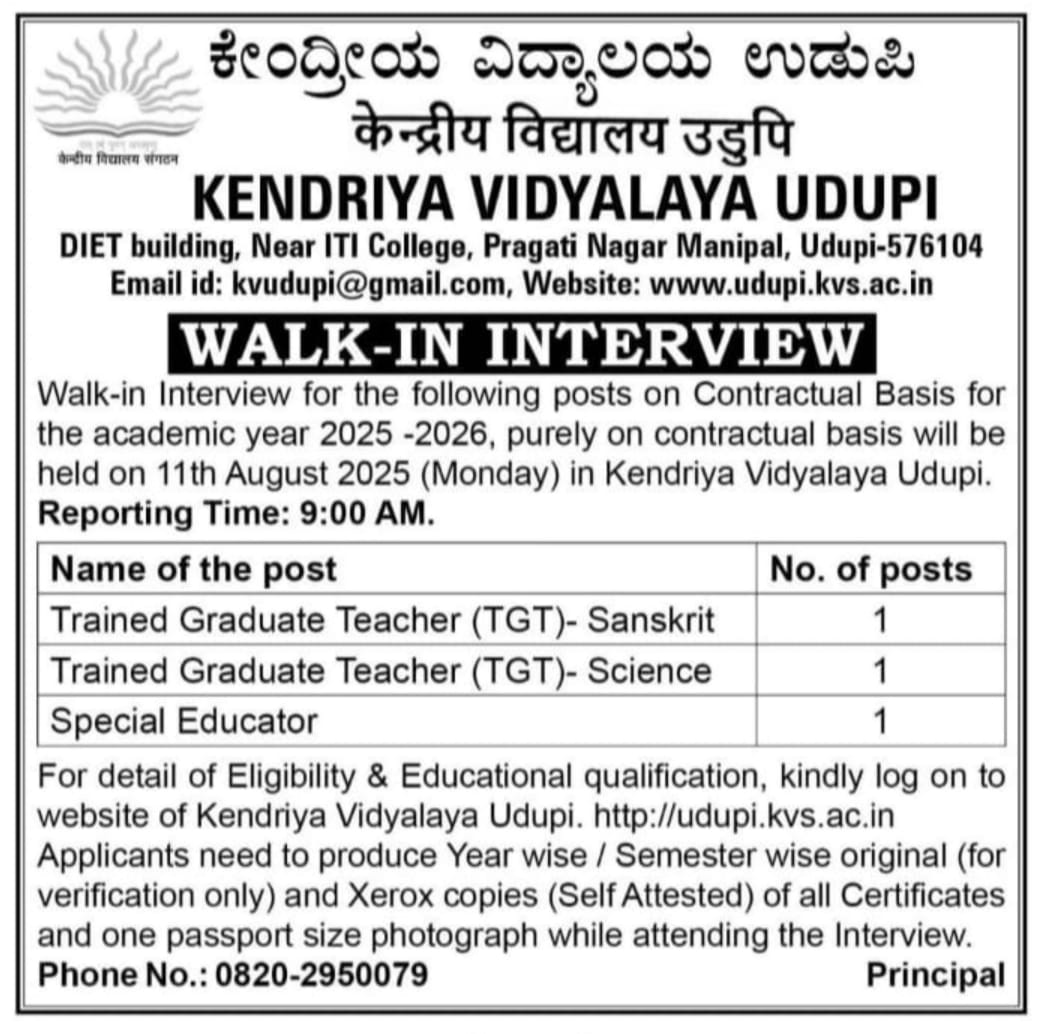 ಕೇಂದ್ರೀಯ ವಿದ್ಯಾಲಯ ಉಡುಪಿ
केन्द्रीय विद्यालय उडुपि
केन्द्रीय विद्यालय संगठन
KENDRIYA VIDYALAYA UDUPI
DIET building, Near ITI College, Pragati Nagar Manipal, Udupi-576104
Email id: kvudupi@gmail.com, Website: www.udupi.kvs.ac.in
WALK-IN INTERVIEW
Walk-in Interview for the following posts on Contractual Basis for
the academic year 2025 -2026, purely on contractual basis will be
held on 11th August 2025 (Monday) in Kendriya Vidyalaya Udupi.
Reporting Time: 9:00 AM.
Name of the post No. of posts
Trained Graduate Teacher (TGT)- Sanskrit 1
Trained Graduate Teacher (TGT)- Science 1
Special Educator 1
For detail of Eligibility & Educational qualification, kindly log on to
website of Kendriya Vidyalaya Udupi. http://udupi.kvs.ac.in
Applicants need to produce Year wise / Semester wise original (for
verification only) and Xerox copies (Self Attested) of all Certificates
and one passport size photograph while attending the Interview.
Phone No.: 0820-2950079 Principal